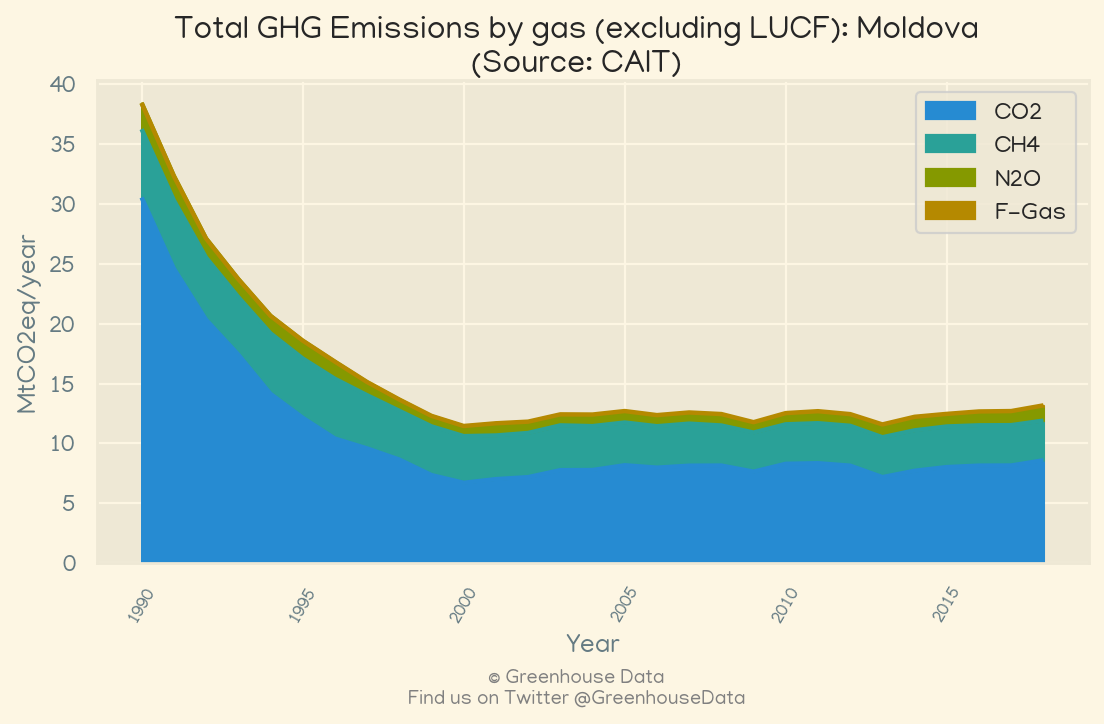 Total GHG Emissions by gas (excluding LUCF): Moldova
(Source: CAIT)
40
35
30
25
20
15
10
5
0
MtCO2eq/year
CO2
CH4
N2O
F-Gas
1990
1995
2000
2005
2010
2015
Year
© Greenhouse Data
Find us on Twitter @GreenhouseData